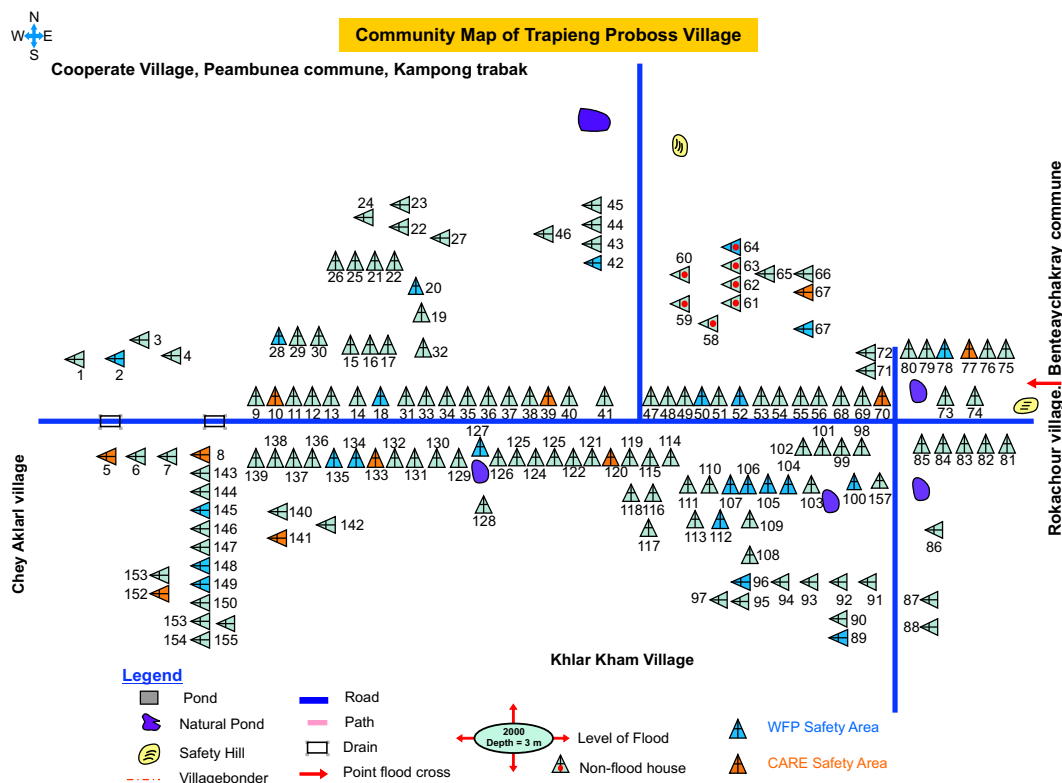 N
Community Map of Trapieng Proboss Village
W E
S
Cooperate Village, Peambunea commune, Kampong trabak
24 23 45
22 44
27 46 43
42
64
60 63 65 66
26 25 21 22
20 62 67
61
59
19 58 67
3
28 29 30 15 16 17 32
4
1 2
72
71
80 79 78 77 76 75
9 10 11 12 13 14 18 31 33 34 35 36 37 38 39 40 41 47 48 49 50 51 52 53 54 55 56 68 69 70 73 74
127
101 98
5 6 7 8
138 136 134 132 130 125 125 121 119 114
102 99
85 84 83 82 81
139 137 135 133 131 129 126 124 122 120 115
110 106 104
143
144
118 116 111 107 105 103 100 157
145 140 142 128
146 141 117 113 112 109
86
147
108
148
153
149
152
96 94 93 92 91
150 97 95 87
153
90
154 155
89 88
Chey Aklarl village
Rokachour village. Benteaychakray commune
Khlar Kham Village
Legend
Pond
Natural Pond
Safety Hill
Villagebonder
Road
Path
Drain
Point flood cross
2000
Depth = 3 m
Level of Flood
Non-flood house
WFP Safety Area
CARE Safety Area